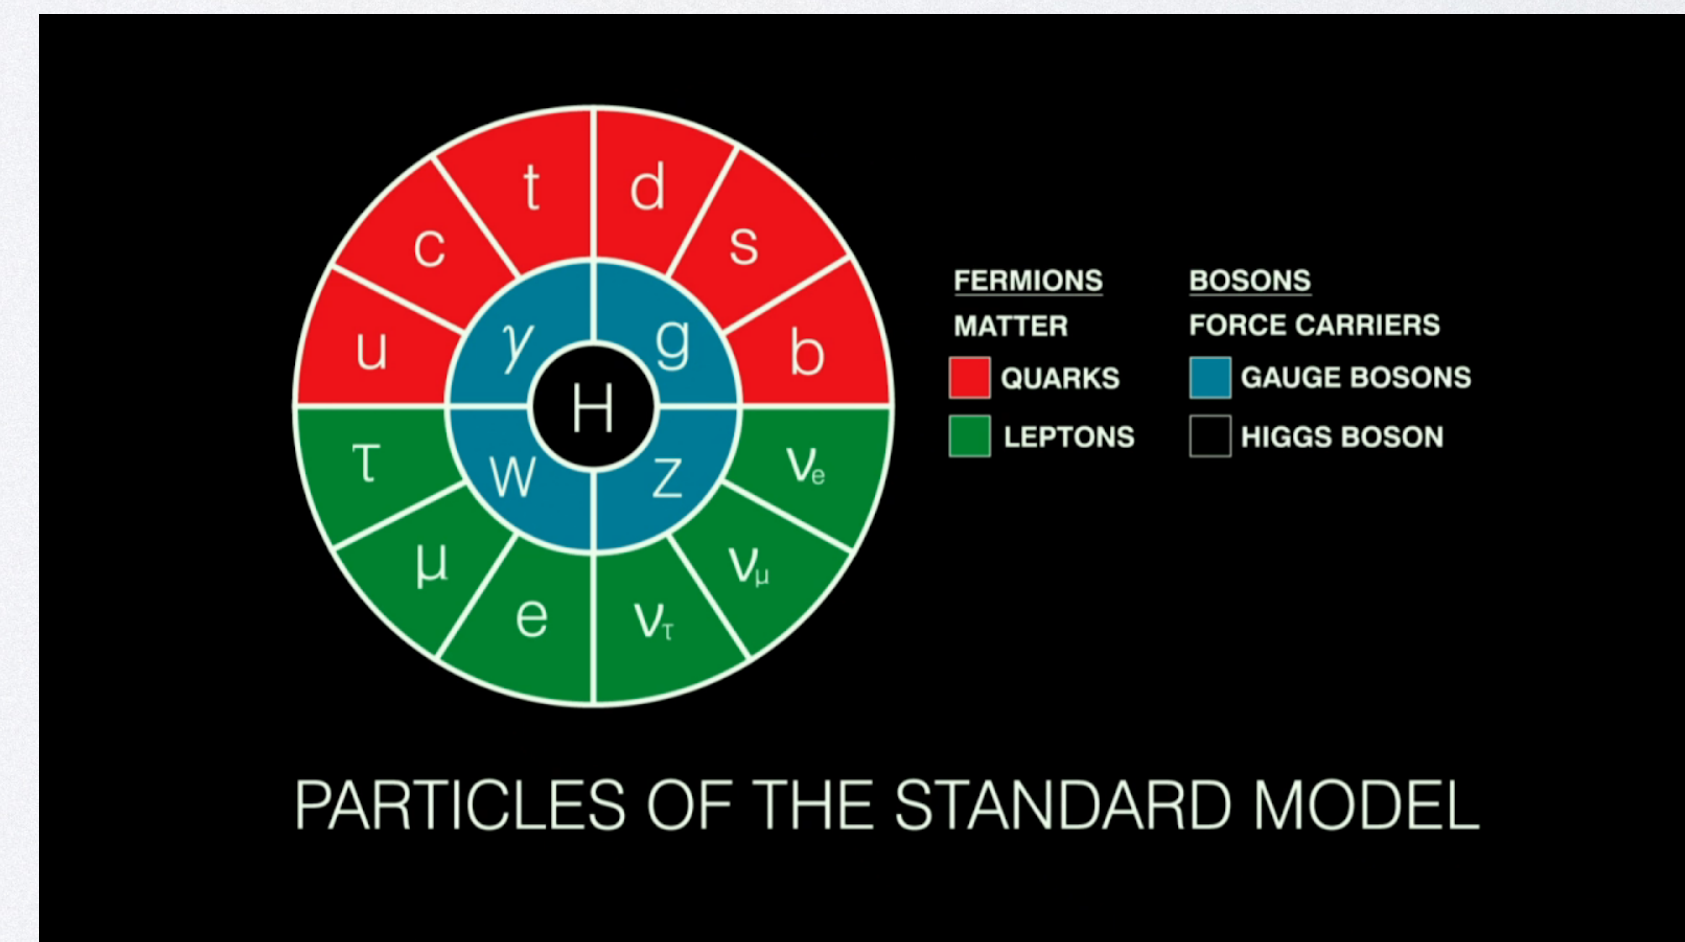 t d
c s
u γ g b
H
τ W Z νe
μ νμ
e ντ
FERMIONS BOSONS
MATTER FORCE CARRIERS
QUARKS GAUGE BOSONS
LEPTONS HIGGS BOSON
PARTICLES OF THE STANDARD MODEL